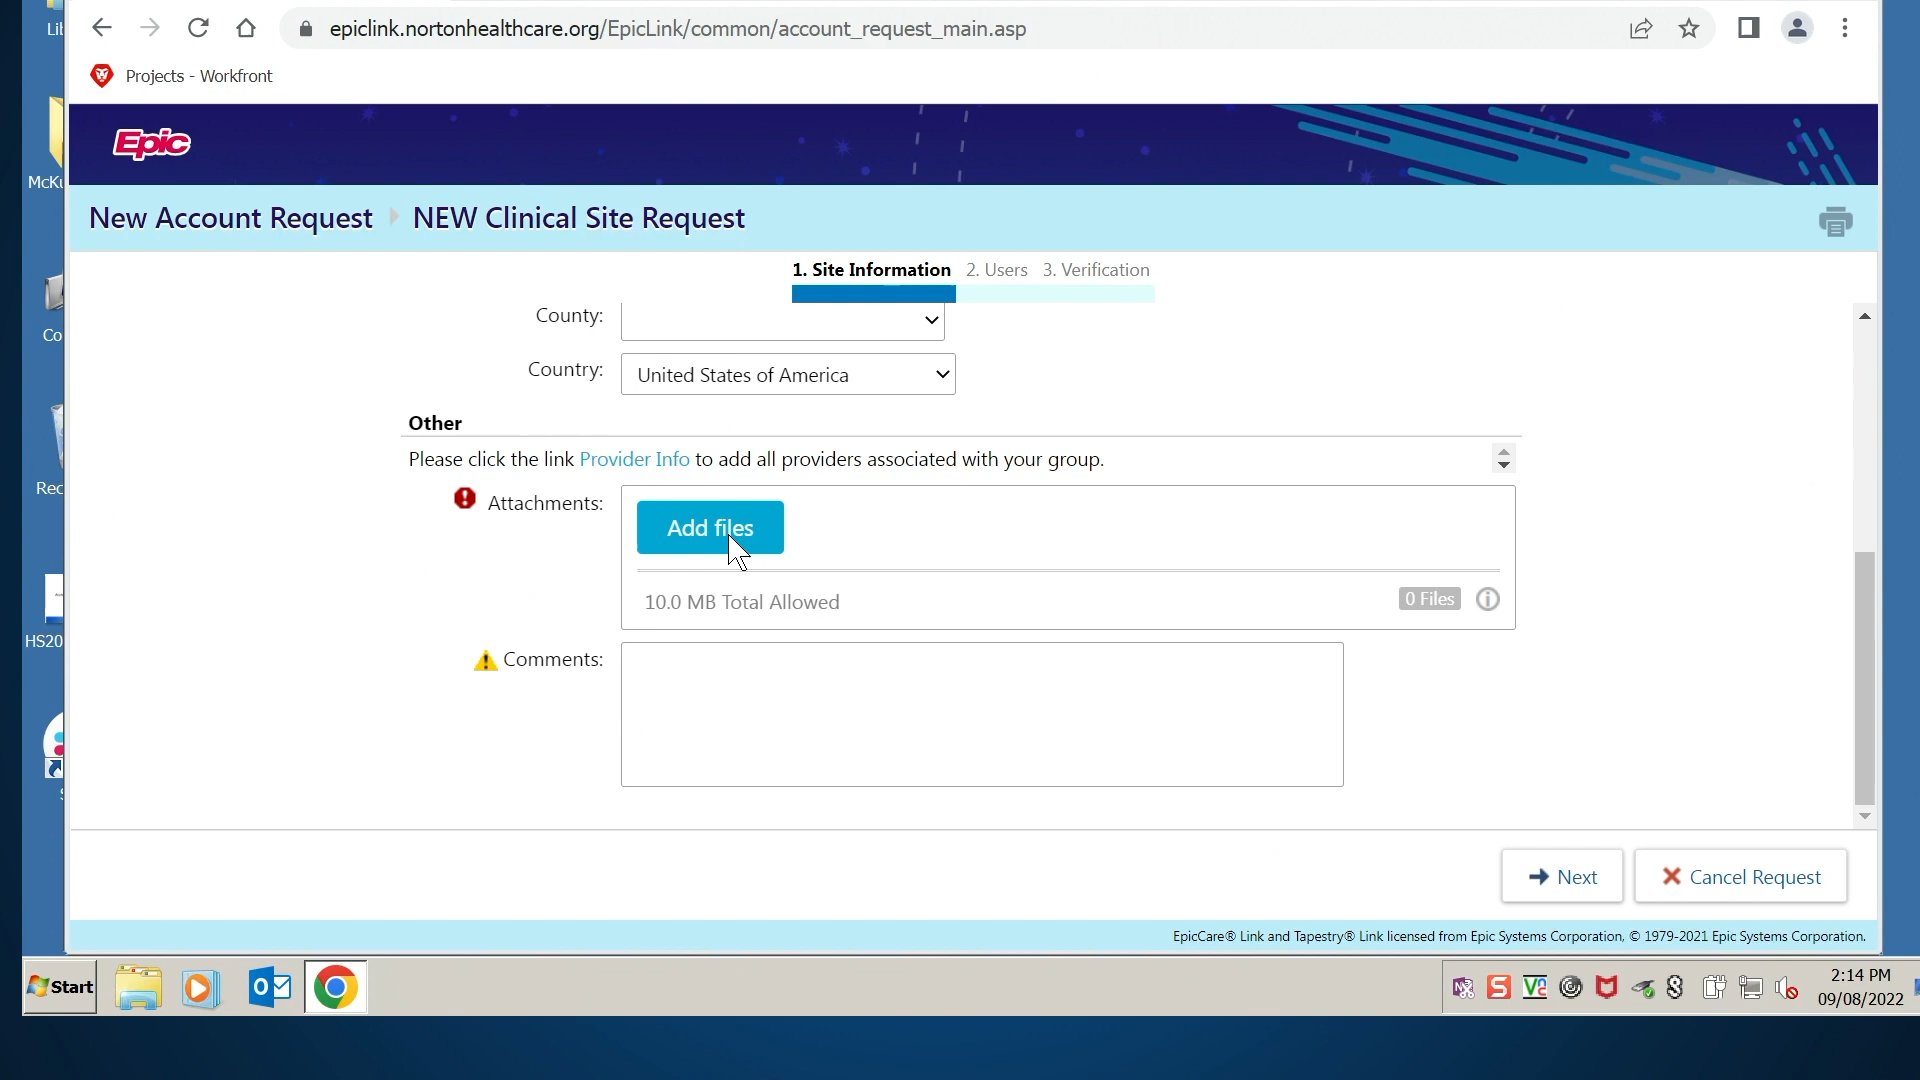 Lib
epiclink.nortonhealthcare.org/EpicLink/common/account_request_main.asp
Projects - Workfront
Epic
McKu
New Account Request NEW Clinical Site Request
1. Site Information 2. Users 3. Verification
County:
Co
Country: United States of America
Other
Please click the link Provider Info to add all providers associated with your group.
Rec
Attachments: Add files
10.0 MB Total Allowed 0 Files
HS20
Comments:
Next Cancel Request
EpicCare® Link and Tapestry® Link licensed from Epic Systems Corporation, © 1979-2021 Epic Systems Corporation.
Start
2:14 PM
09/08/2022